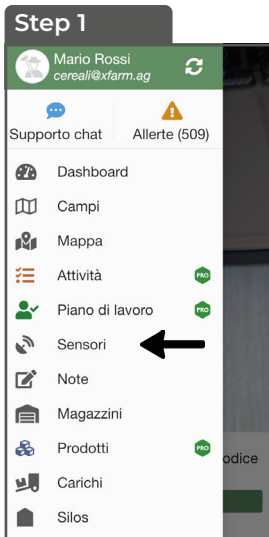 Step 1
Mario Rossi
cereali@xfarm.ag
Supporto chat
Allerte (509)
Dashboard
Campi
Mappa
Attività PRO
Piano di lavoro PRO
Sensori
Note
Magazzini
Prodotti PRO
odice
Carichi
Silos